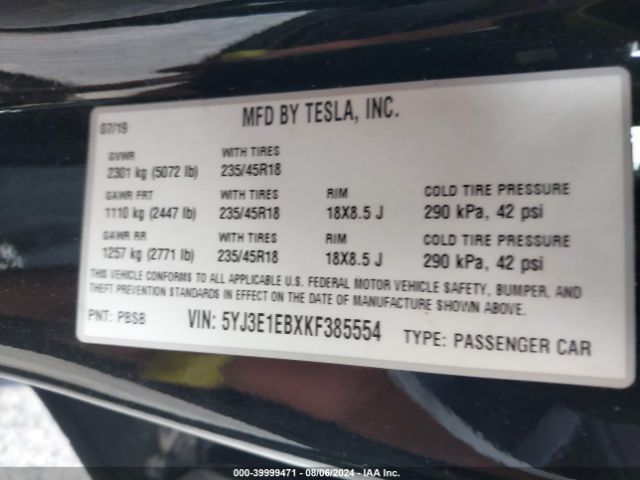 MFD BY TESLA, INC.
07/19
GVWR WITH TIRES
2301 kg (5072 lb) 235/45R18
GAWR FRT WITH TIRES RIM COLD TIRE PRESSURE
1110 kg (2447 lb) 235/45R18 18X8.5 J 290 kPa, 42 psi
GAWR RR WITH TIRES RIM COLD TIRE PRESSURE
1257 kg (2771 lb) 235/45R18 18X8.5 J 290 kPa, 42 psi
THIS VEHICLE CONFORMS TO ALL APPLICABLE U.S. FEDERAL MOTOR VEHICLE SAFETY, BUMPER, AND
THEFT PREVENTION STANDARDS IN EFFECT ON THE DATE OF MANUFACTURE SHOWN ABOVE.
PNT: PBSB VIN: 5YJ3E1EBXKF385554 TYPE: PASSENGER CAR
000-39999471 - 08/06/2024 - IAA Inc.